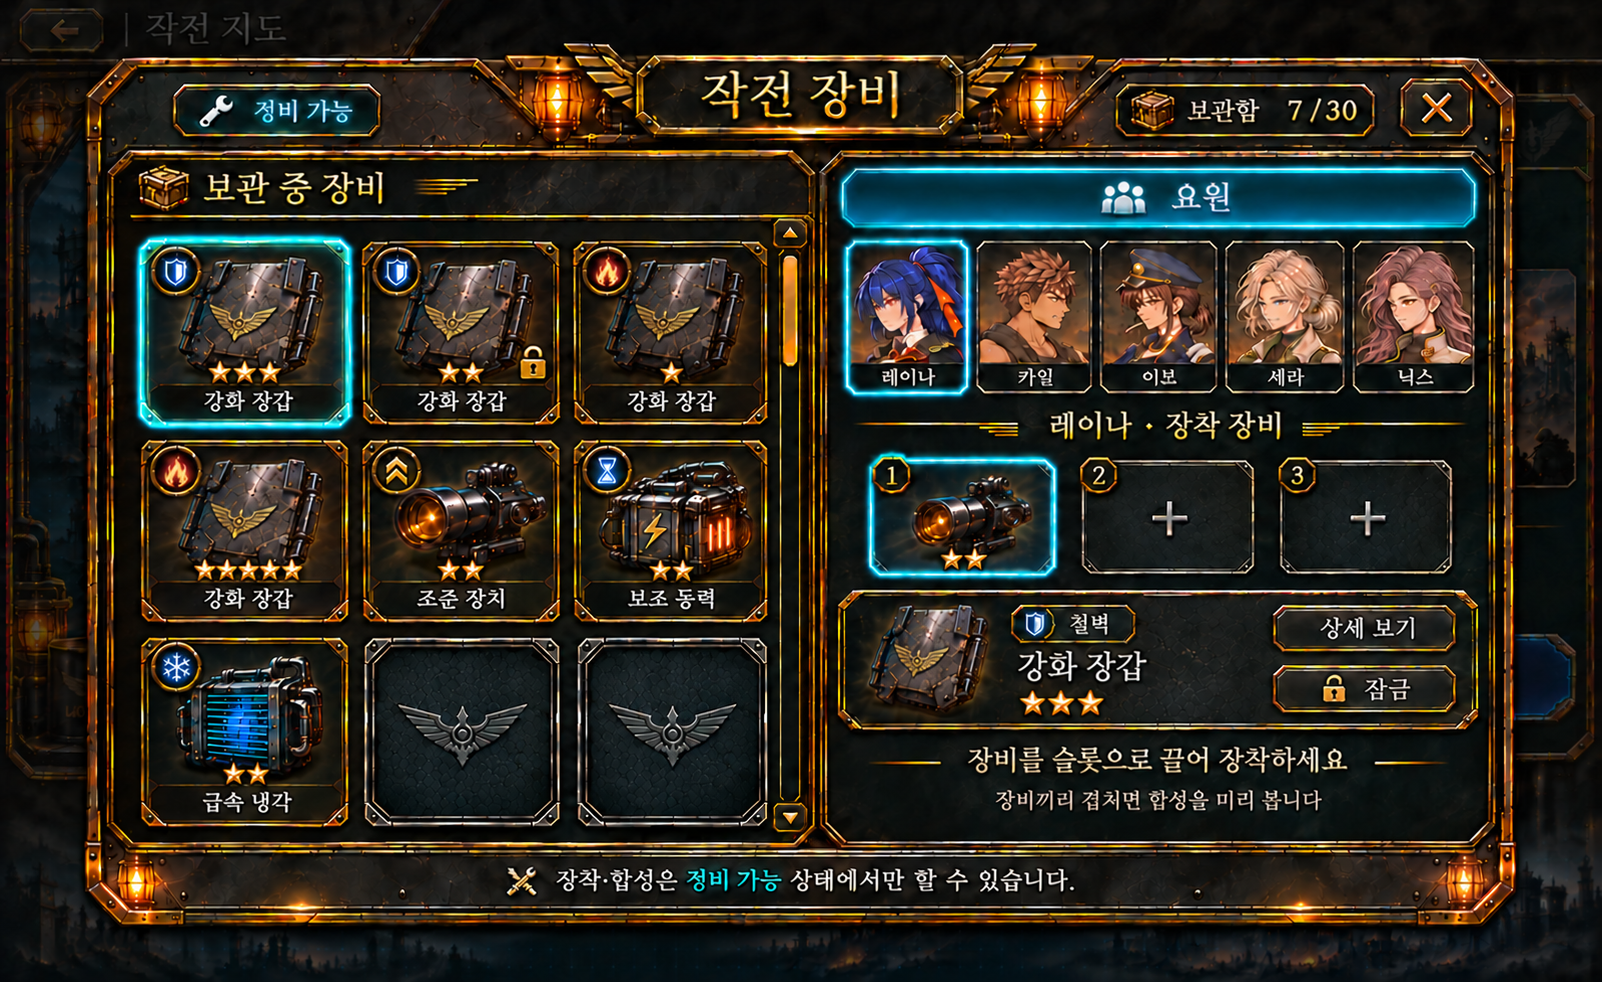 작전 지도
작전 장비
정비 가능
보관함 7/30
보관 중 장비
강화 장갑
강화 장갑
강화 장갑
강화 장갑
조준 장치
보조 동력
급속 냉각
요원
레이나
카일
이보
세라
닉스
레이나 · 장착 장비
1
2
3
철벽
강화 장갑
상세 보기
잠금
장비를 슬롯으로 끌어 장착하세요
장비끼리 겹치면 합성을 미리 봅니다
장착·합성은 정비 가능 상태에서만 할 수 있습니다.